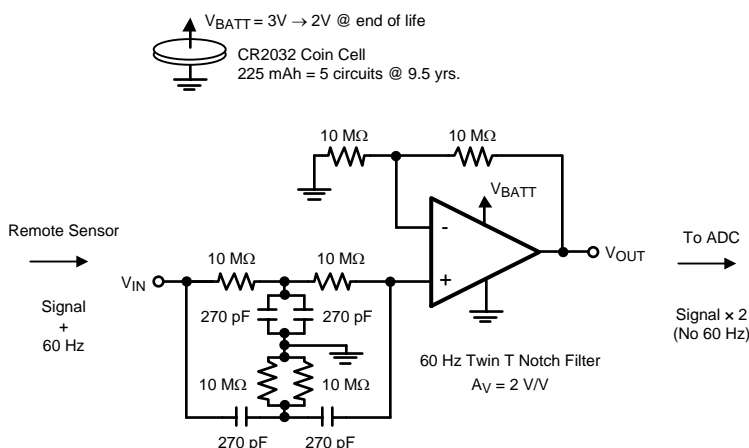 VBATT = 3V → 2V @ end of life
CR2032 Coin Cell
225 mAh = 5 circuits @ 9.5 yrs.
10 MΩ
10 MΩ
VBATT
-
+
VOUT
Remote Sensor
Signal
+
60 Hz
VIN
10 MΩ
10 MΩ
270 pF
270 pF
10 MΩ
10 MΩ
270 pF
270 pF
To ADC
Signal × 2
(No 60 Hz)
60 Hz Twin T Notch Filter
AV = 2 V/V